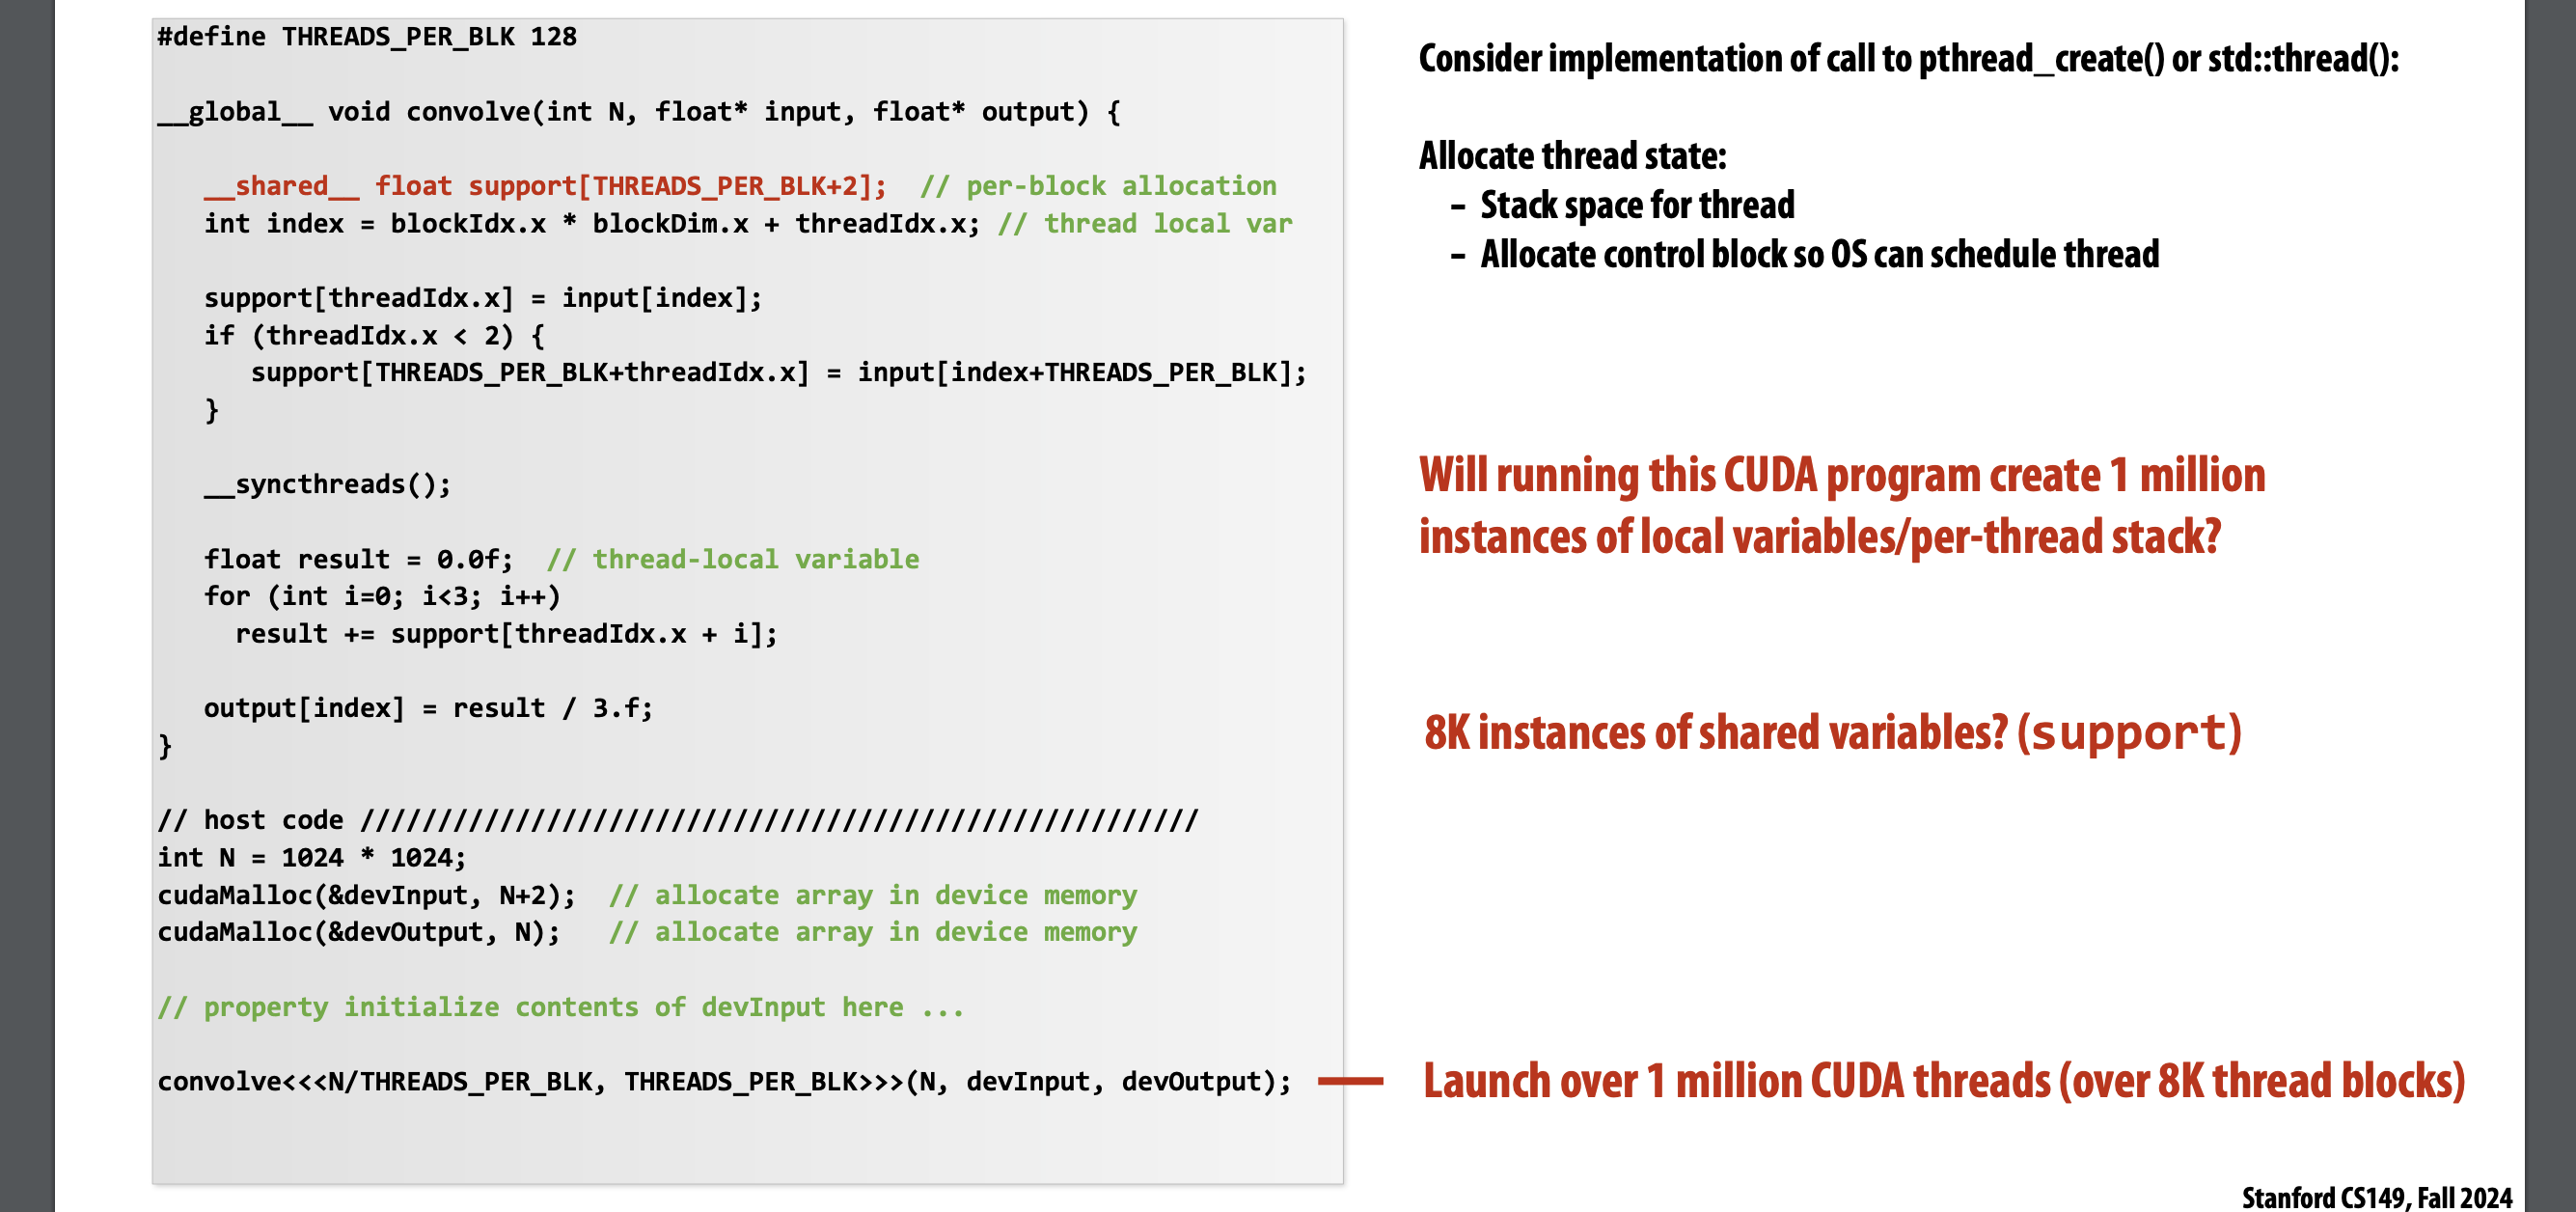 #define THREADS_PER_BLK 128
__global__ void convolve(int N, float* input, float* output) {
__shared__ float support[THREADS_PER_BLK+2];  // per-block allocation
int index = blockIdx.x * blockDim.x + threadIdx.x; // thread local var
support[threadIdx.x] = input[index];
if (threadIdx.x < 2) {
support[THREADS_PER_BLK+threadIdx.x] = input[index+THREADS_PER_BLK];
}
__syncthreads();
float result = 0.0f;  // thread-local variable
for (int i=0; i<3; i++)
result += support[threadIdx.x + i];
output[index] = result / 3.f;
}
// host code //////////////////////////////////////////////////////
int N = 1024 * 1024;
cudaMalloc(&devInput, N+2);  // allocate array in device memory
cudaMalloc(&devOutput, N);   // allocate array in device memory
// property initialize contents of devInput here ...
convolve<<<N/THREADS_PER_BLK, THREADS_PER_BLK>>>(N, devInput, devOutput);
Consider implementation of call to pthread_create() or std::thread():
Allocate thread state:
– Stack space for thread
– Allocate control block so OS can schedule thread
Will running this CUDA program create 1 million
instances of local variables/per-thread stack?
8K instances of shared variables? (support)
Launch over 1 million CUDA threads (over 8K thread blocks)
Stanford CS149, Fall 2024